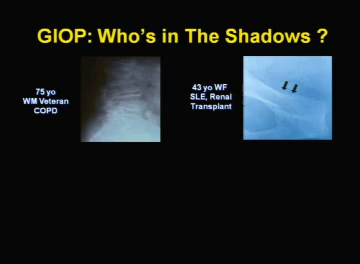 GIOP: Who's in The Shadows ?
75 yo
WM Veteran
COPD
43 yo WF
SLE, Renal
Transplant